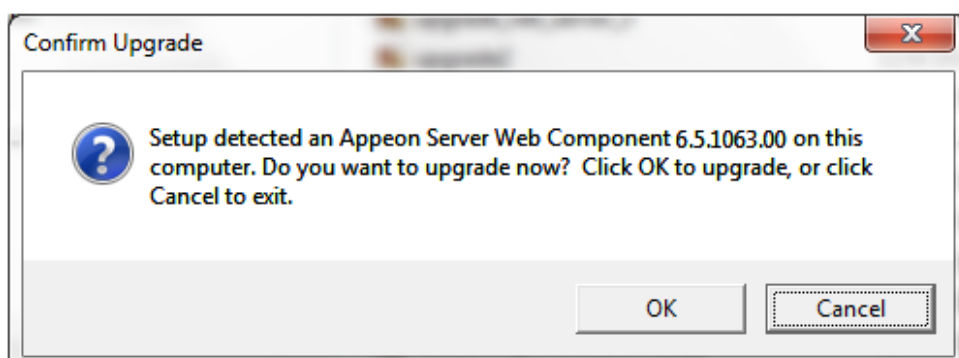 Confirm Upgrade
Setup detected an Appeon Server Web Component 6.5.1063.00 on this
computer. Do you want to upgrade now?  Click OK to upgrade, or click
Cancel to exit.
OK
Cancel